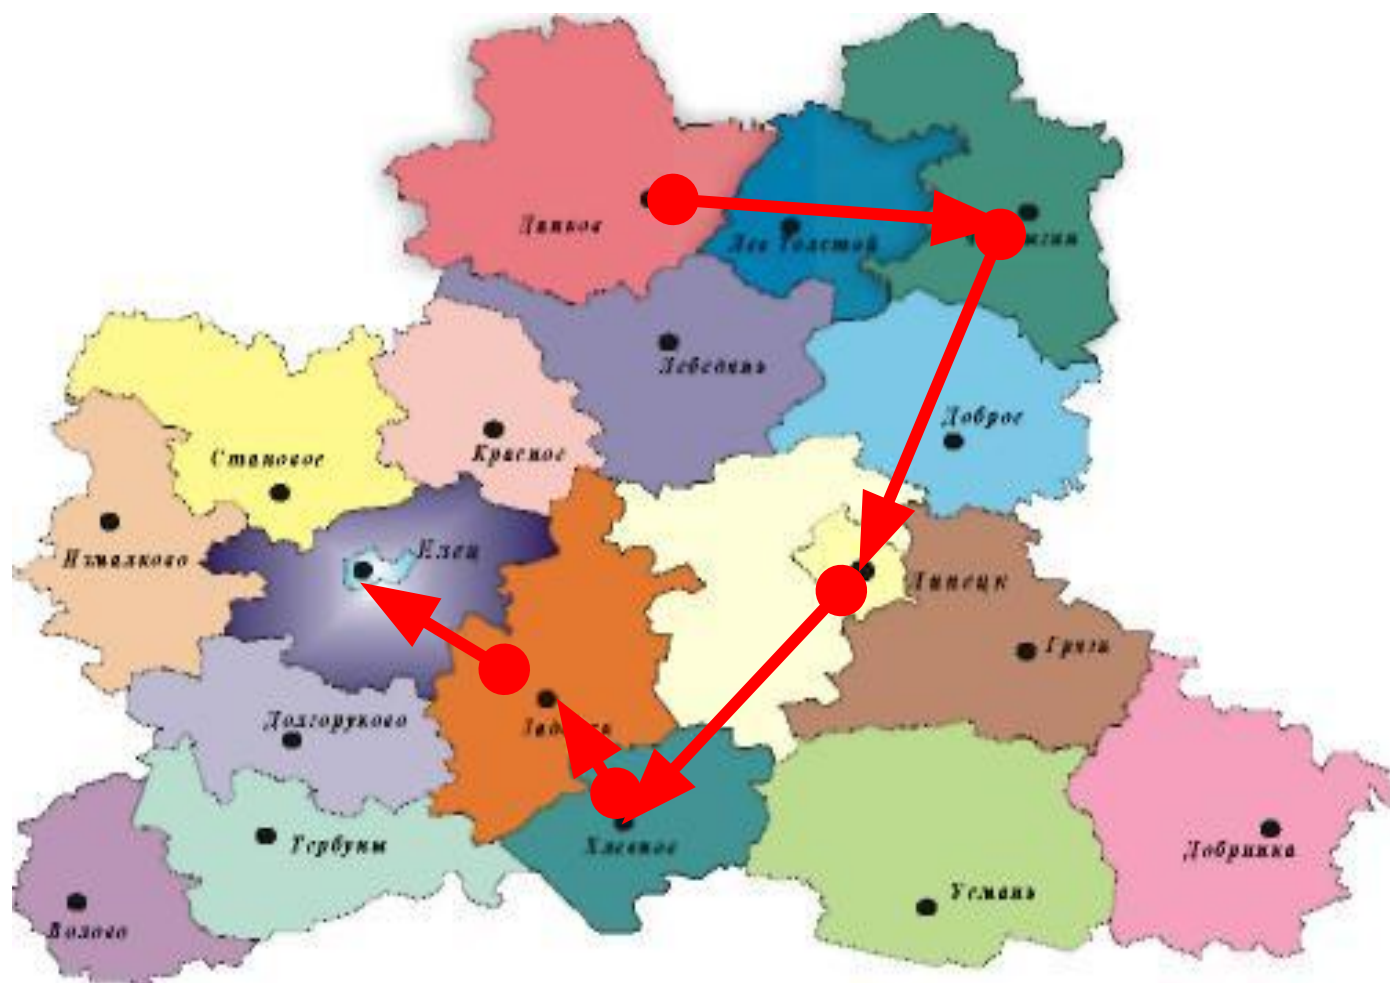 Данков
Лев Толстой
Лебедянь
Доброе
Красное
Становое
Елец
Измалково
Липецк
Грязи
Долгоруково
Тербуны
Хлевное
Добринка
Усмань
Волово